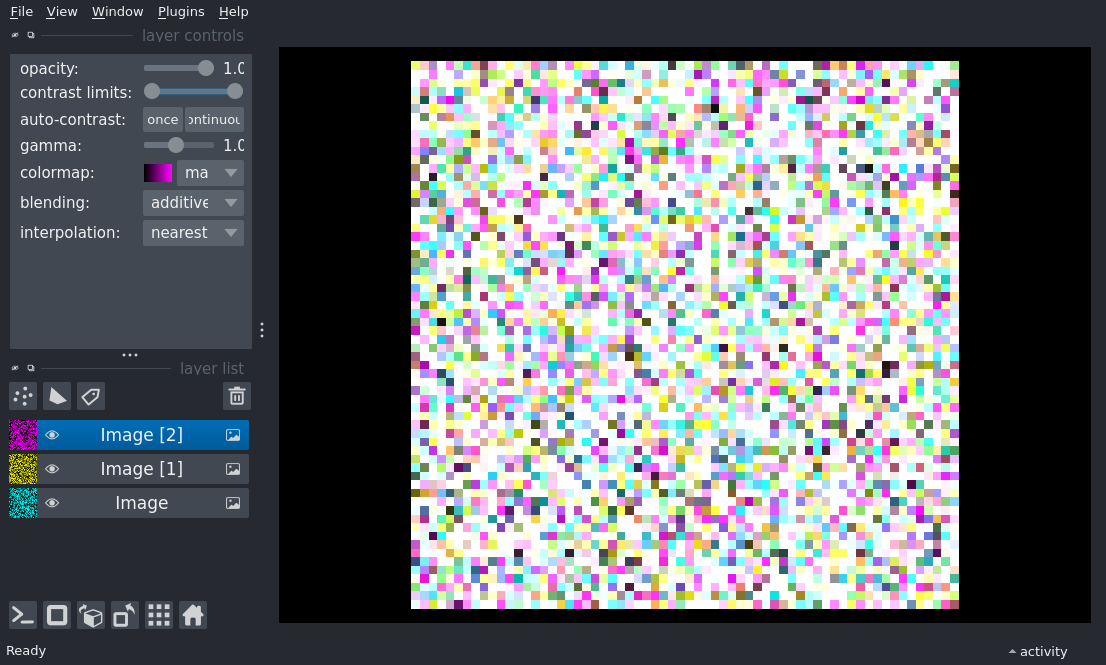 File View Window Plugins Help
layer controls
opacity: 1.0
contrast limits:
auto-contrast: once ontinuou
gamma: 1.0
colormap: ma
blending: additive
interpolation: nearest
layer list
Image [2]
Image [1]
Image
Ready
activity